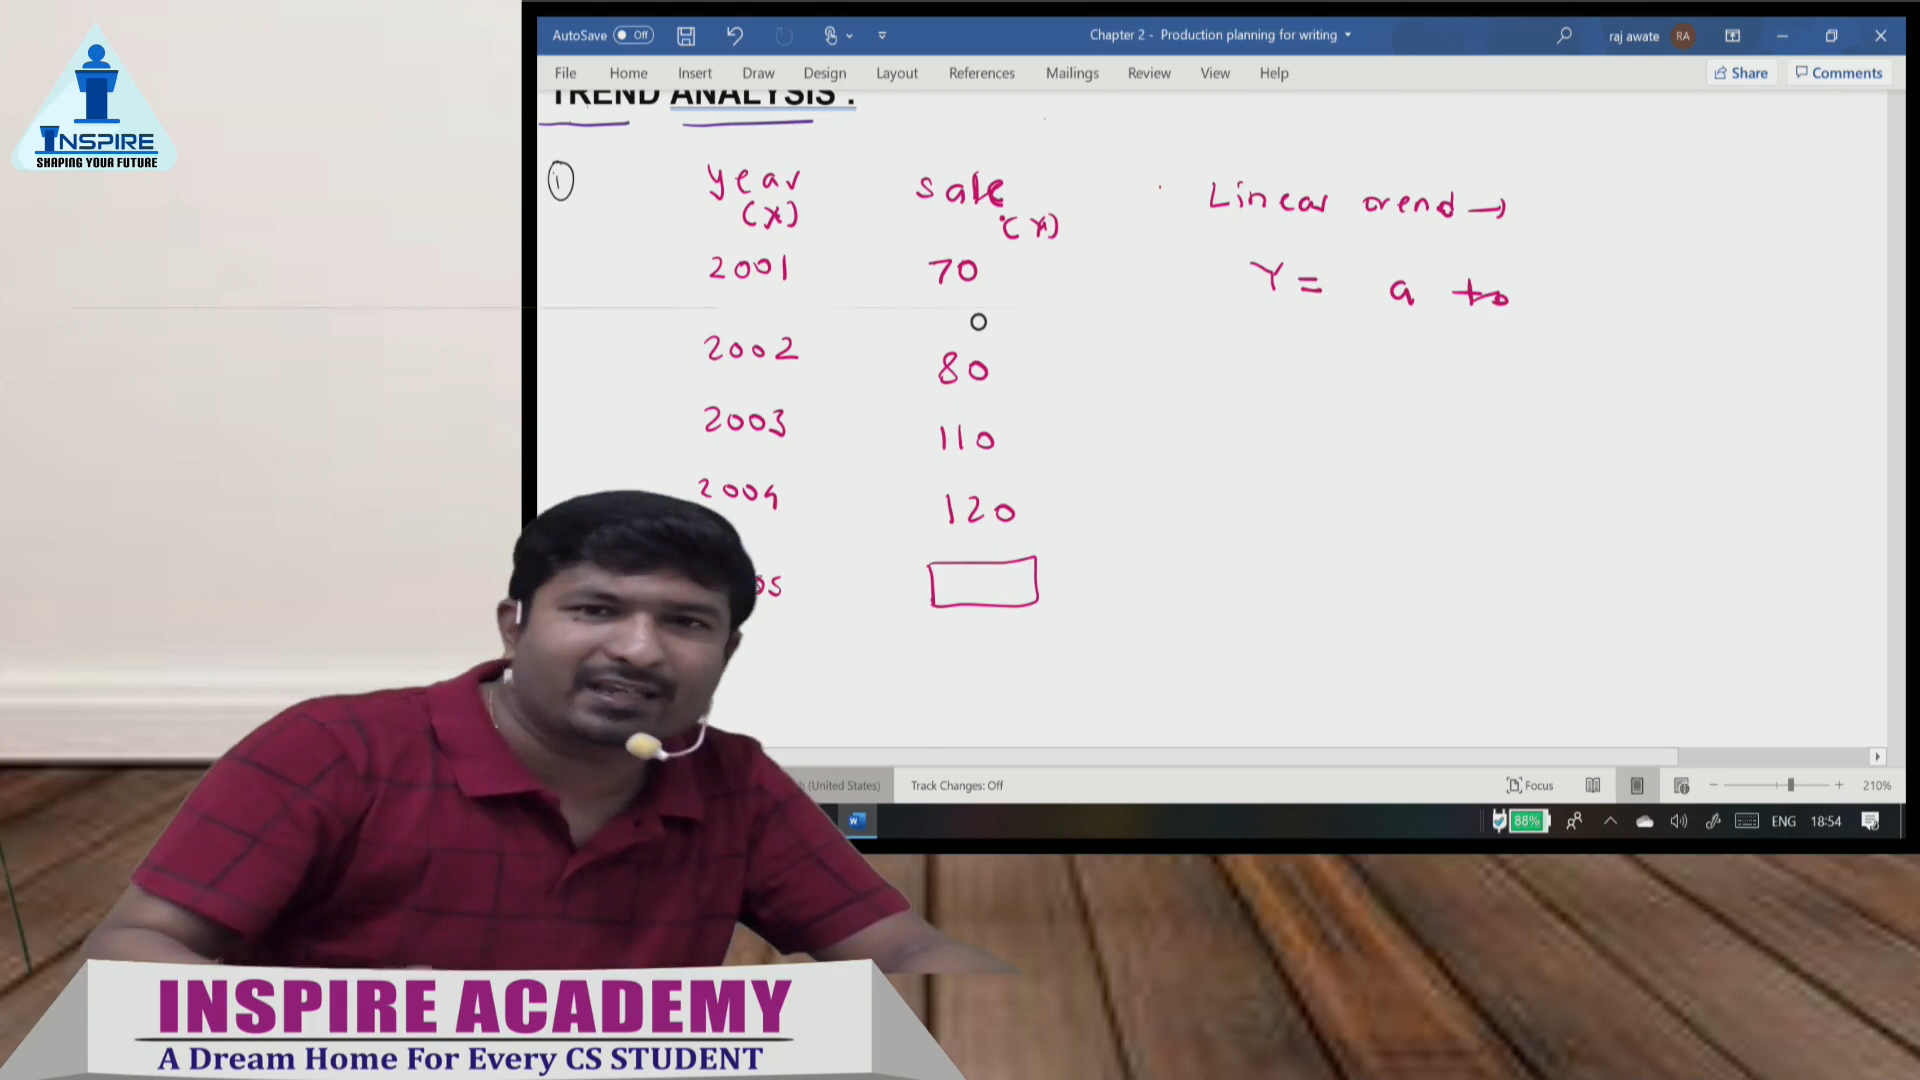 INSPIRE
SHAPING YOUR FUTURE
AutoSave Off
Chapter 2 - Production planning for writing
raj awate RA
File Home Insert Draw Design Layout References Mailings Review View Help
Share Comments
TREND ANALYSIS :
1 year sale Linear trend →
(X) (Y)
2001 70 Y = a +
2002 80
2003 110
2004 120
05
(United States) Track Changes: Off
Focus 210%
88% ENG 18:54
INSPIRE ACADEMY
A Dream Home For Every CS STUDENT